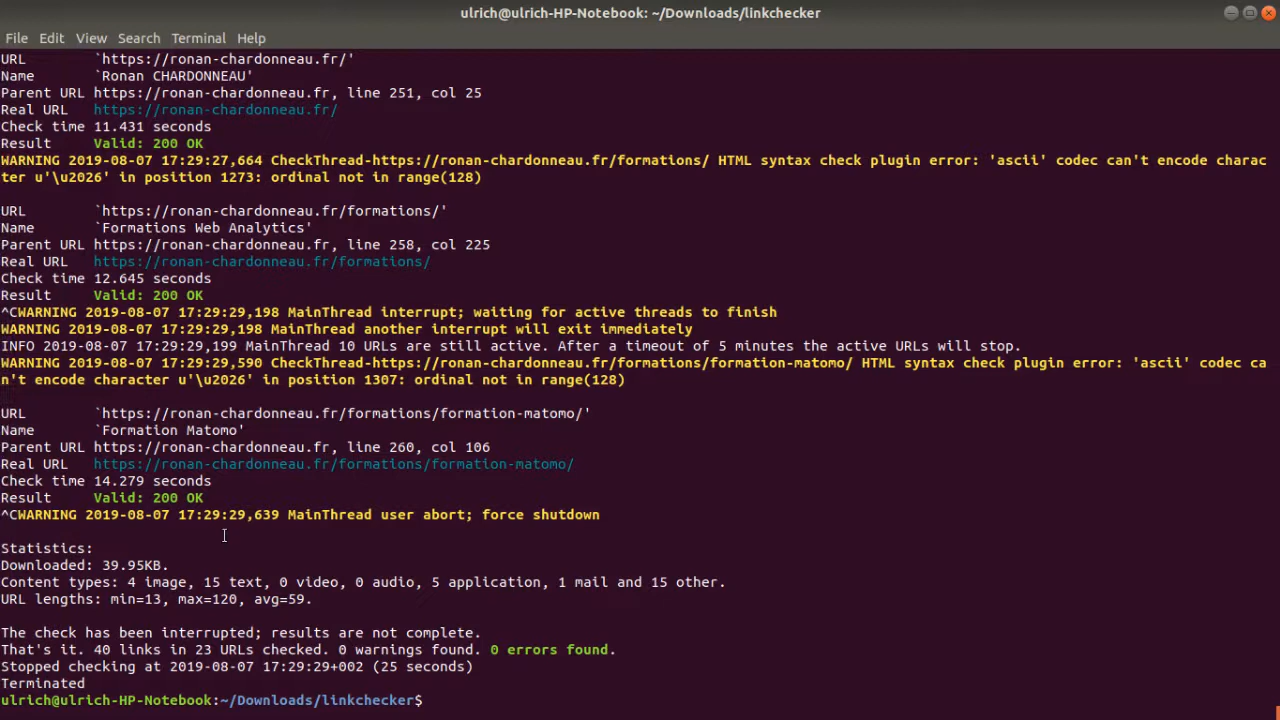 ulrich@ulrich-HP-Notebook: ~/Downloads/linkchecker
File Edit View Search Terminal Help
URL        `https://ronan-chardonneau.fr/'
Name       `Ronan CHARDONNEAU'
Parent URL https://ronan-chardonneau.fr, line 251, col 25
Real URL   https://ronan-chardonneau.fr/
Check time 11.431 seconds
Result     Valid: 200 OK
WARNING 2019-08-07 17:29:27,664 CheckThread-https://ronan-chardonneau.fr/formations/ HTML syntax check plugin error: 'ascii' codec can't encode charac
ter u'\u2026' in position 1273: ordinal not in range(128)
URL        `https://ronan-chardonneau.fr/formations/'
Name       `Formations Web Analytics'
Parent URL https://ronan-chardonneau.fr, line 258, col 225
Real URL   https://ronan-chardonneau.fr/formations/
Check time 12.645 seconds
Result     Valid: 200 OK
^CWARNING 2019-08-07 17:29:29,198 MainThread interrupt; waiting for active threads to finish
WARNING 2019-08-07 17:29:29,198 MainThread another interrupt will exit immediately
INFO 2019-08-07 17:29:29,199 MainThread 10 URLs are still active. After a timeout of 5 minutes the active URLs will stop.
WARNING 2019-08-07 17:29:29,590 CheckThread-https://ronan-chardonneau.fr/formations/formation-matomo/ HTML syntax check plugin error: 'ascii' codec ca
n't encode character u'\u2026' in position 1307: ordinal not in range(128)
URL        `https://ronan-chardonneau.fr/formations/formation-matomo/'
Name       `Formation Matomo'
Parent URL https://ronan-chardonneau.fr, line 260, col 106
Real URL   https://ronan-chardonneau.fr/formations/formation-matomo/
Check time 14.279 seconds
Result     Valid: 200 OK
^CWARNING 2019-08-07 17:29:29,639 MainThread user abort; force shutdown
Statistics:
Downloaded: 39.95KB.
Content types: 4 image, 15 text, 0 video, 0 audio, 5 application, 1 mail and 15 other.
URL lengths: min=13, max=120, avg=59.
The check has been interrupted; results are not complete.
That's it. 40 links in 23 URLs checked. 0 warnings found. 0 errors found.
Stopped checking at 2019-08-07 17:29:29+002 (25 seconds)
Terminated
ulrich@ulrich-HP-Notebook:~/Downloads/linkchecker$